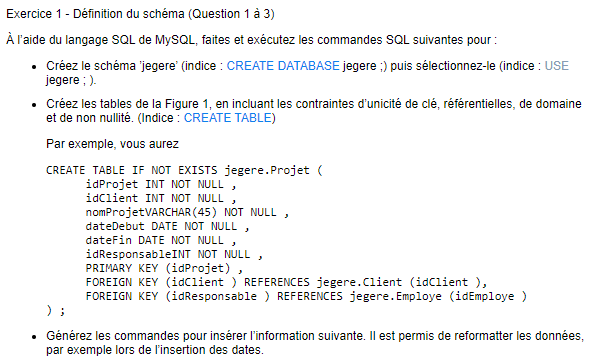 Exercice 1 - Définition du schéma (Question 1 à 3)
À l'aide du langage SQL de MySQL, faites et exécutez les commandes SQL suivantes pour :
• Créez le schéma 'jegere' (indice : CREATE DATABASE jegere ;) puis sélectionnez-le (indice : USE
jegere ; ).
• Créez les tables de la Figure 1, en incluant les contraintes d'unicité de clé, référentielles, de domaine
et de non nullité. (Indice : CREATE TABLE)
Par exemple, vous aurez
CREATE TABLE IF NOT EXISTS jegere.Projet (
idProjet INT NOT NULL ,
idClient INT NOT NULL ,
nomProjetVARCHAR(45) NOT NULL ,
dateDebut DATE NOT NULL ,
dateFin DATE NOT NULL ,
idResponsableINT NOT NULL ,
PRIMARY KEY (idProjet) ,
FOREIGN KEY (idClient ) REFERENCES jegere.Client (idClient ),
FOREIGN KEY (idResponsable ) REFERENCES jegere.Employe (idEmploye )
) ;
• Générez les commandes pour insérer l'information suivante. Il est permis de reformatter les données,
par exemple lors de l'insertion des dates.